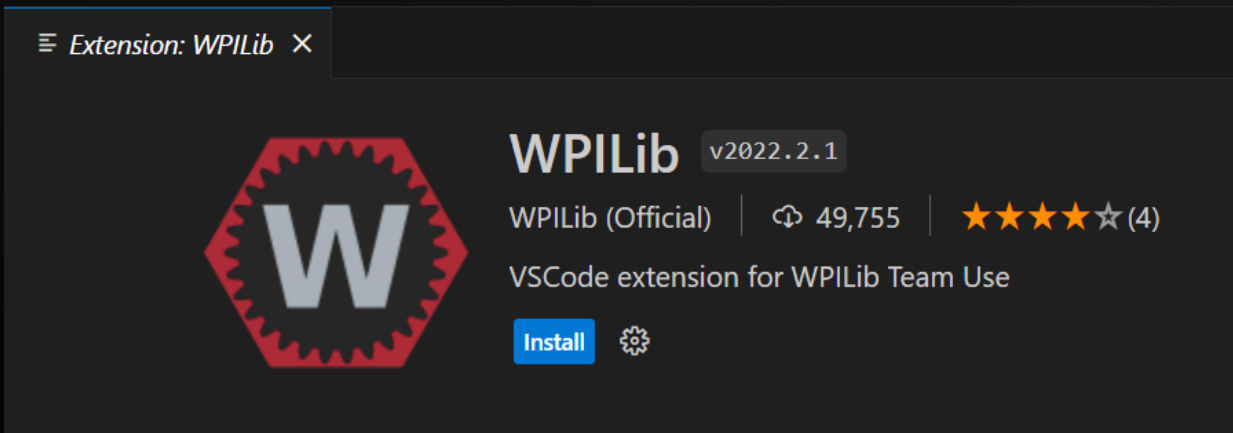 Extension: WPILib
W
WPILib v2022.2.1
WPILib (Official) 49,755 (4)
VSCode extension for WPILib Team Use
Install